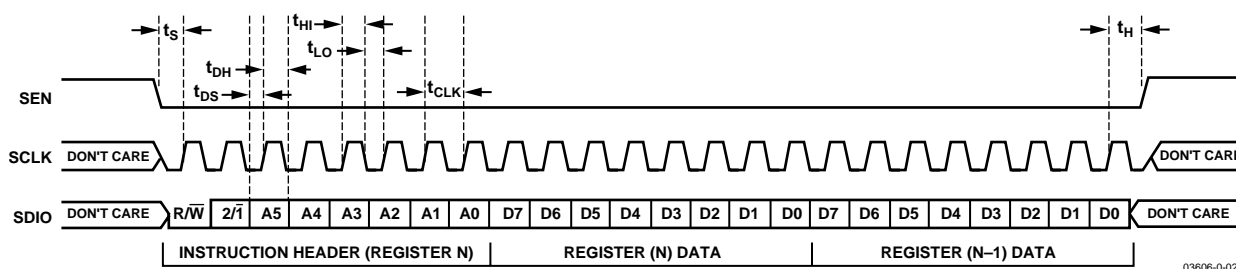 tS
tHI
tLO
tDH
tDS
tCLK
tH
SEN
SCLK DON'T CARE DON'T CARE
SDIO DON'T CARE R/W̅ 2/1̅ A5 A4 A3 A2 A1 A0 D7 D6 D5 D4 D3 D2 D1 D0 D7 D6 D5 D4 D3 D2 D1 D0 DON'T CARE
INSTRUCTION HEADER (REGISTER N) REGISTER (N) DATA REGISTER (N–1) DATA